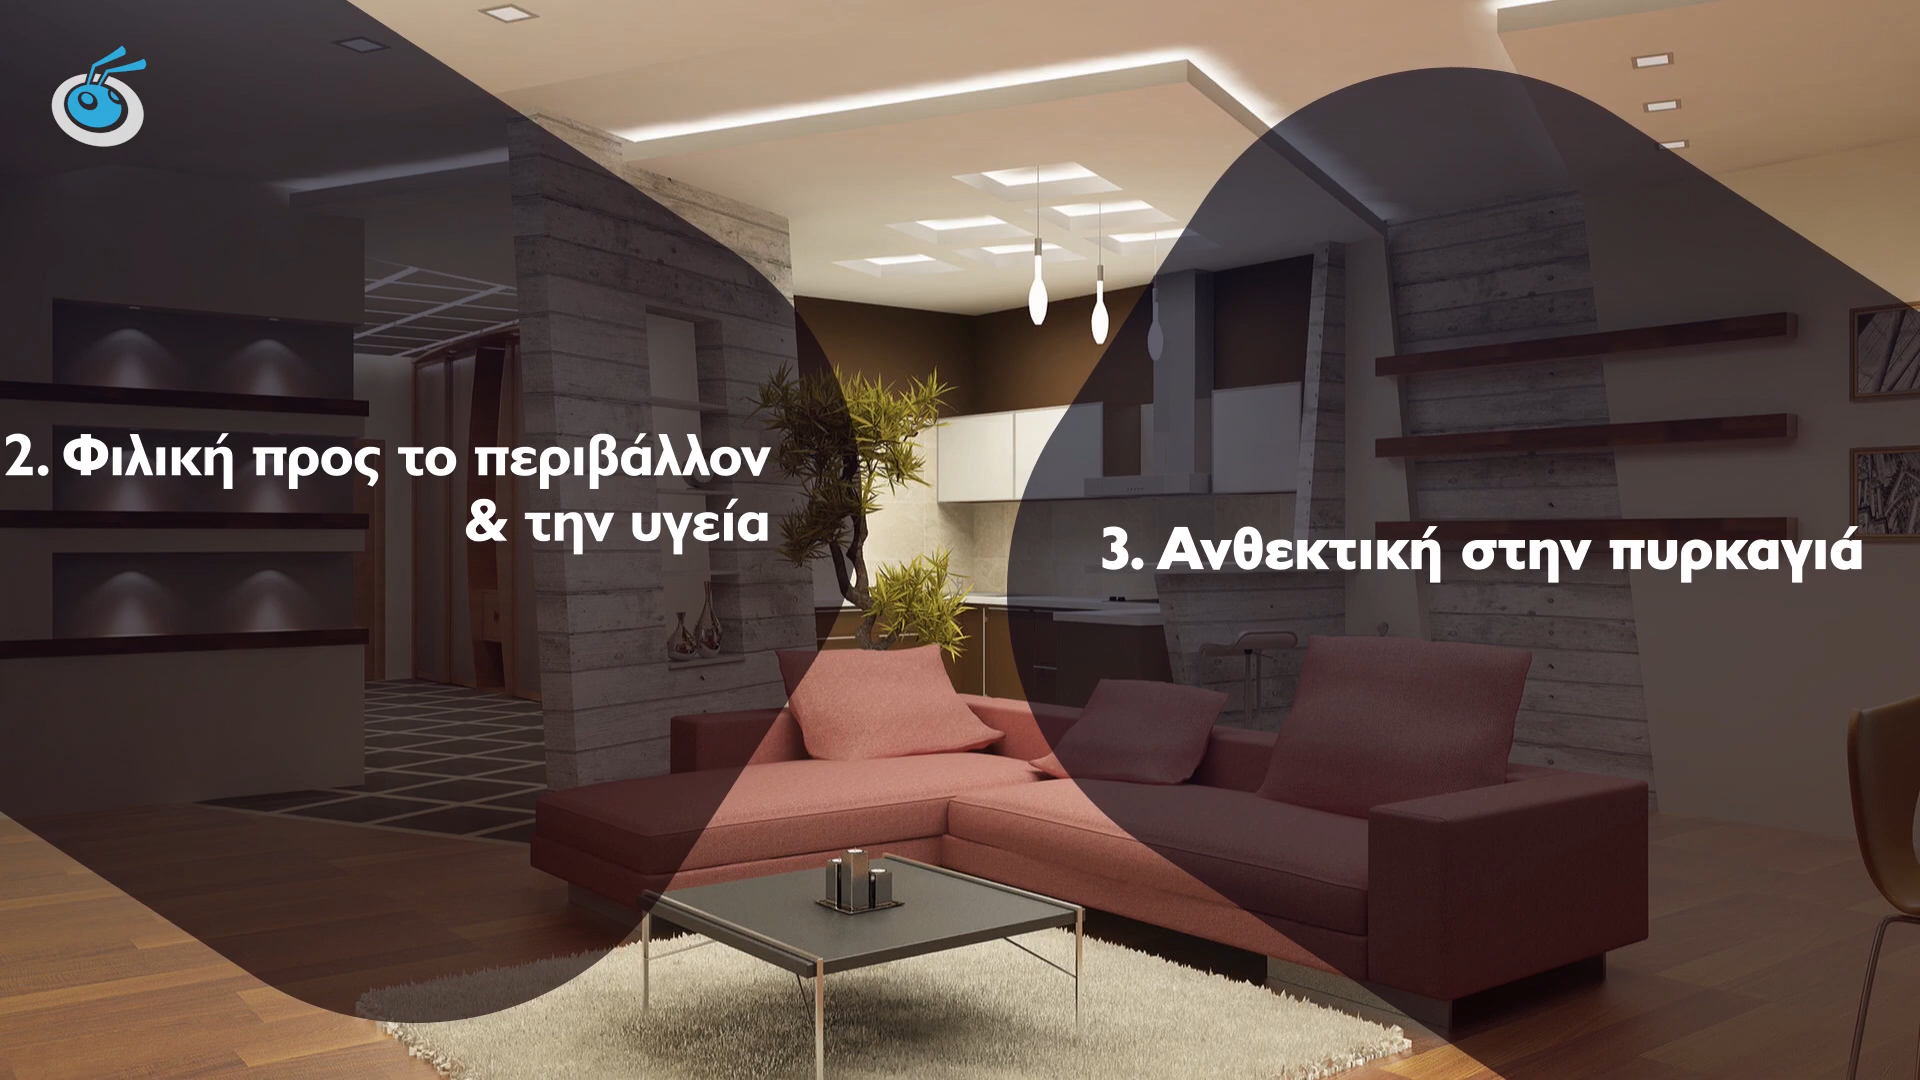 2. Φιλική προς το περιβάλλον
& την υγεία
3. Ανθεκτική στην πυρκαγιά